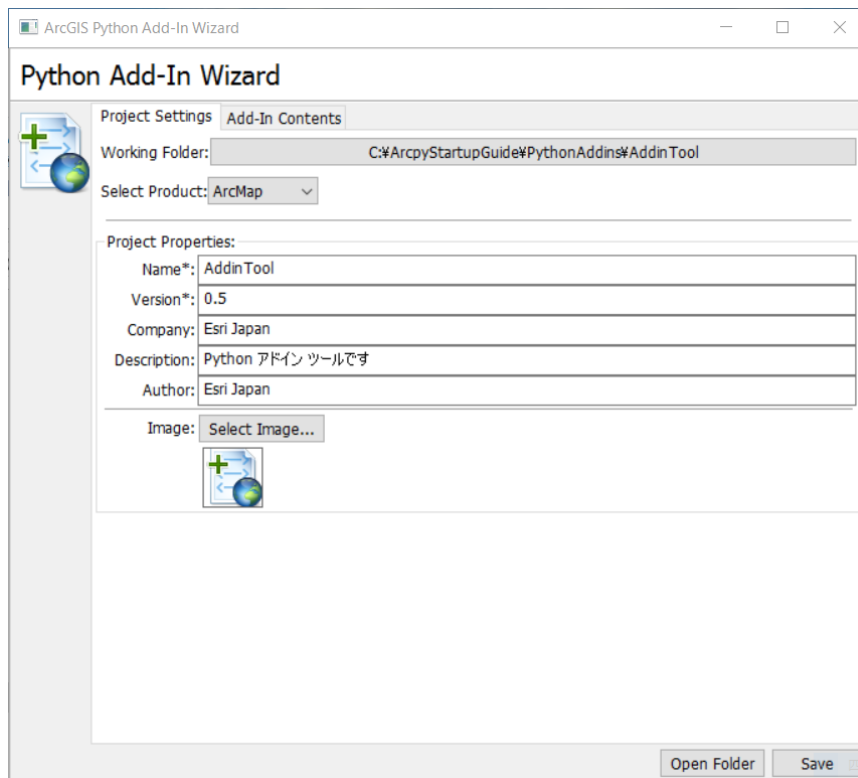 ArcGIS Python Add-In Wizard
Python Add-In Wizard
Project Settings Add-In Contents
Working Folder: C:¥ArcpyStartupGuide¥PythonAddins¥AddinTool
Select Product: ArcMap
Project Properties:
Name*: AddinTool
Version*: 0.5
Company: Esri Japan
Description: Python アドイン ツールです
Author: Esri Japan
Image: Select Image...
Open Folder Save